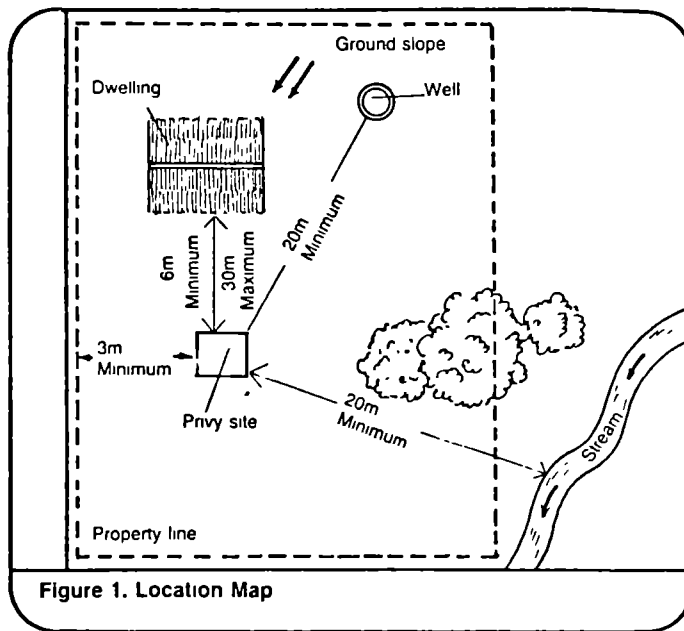 Ground slope
Dwelling
Well
20m
Minimum
6m
Minimum
30m
Maximum
3m
Minimum
Privy site
20m
Minimum
Stream
Property line
Figure 1. Location Map